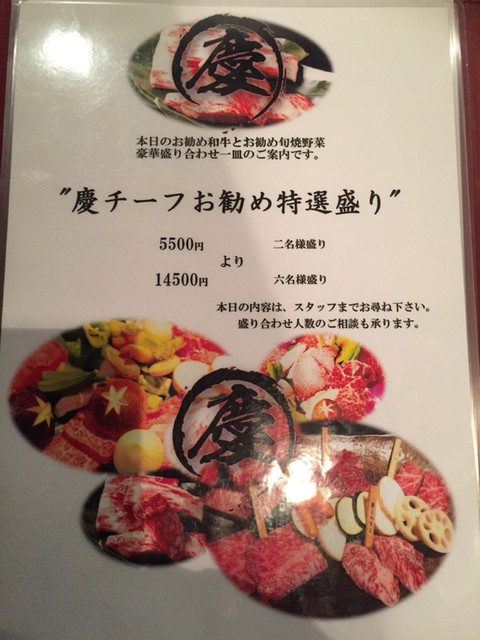 慶
本日のお勧め和牛とお勧め旬焼野菜
豪華盛り合わせ一皿のご案内です。
"慶チーフお勧め特選盛り"
5500円 二名様盛り
より
14500円 六名様盛り
本日の内容は、スタッフまでお尋ね下さい。
盛り合わせ人数のご相談も承ります。
慶